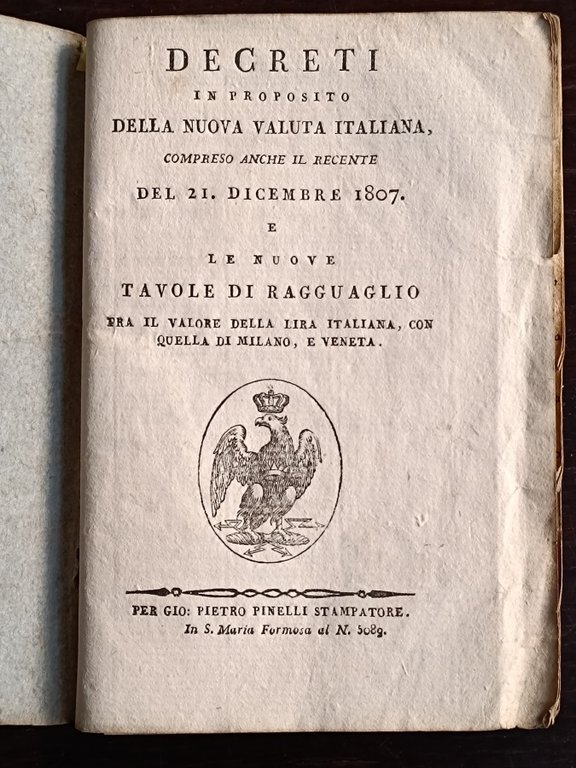 DECRETI
IN PROPOSITO
DELLA NUOVA VALUTA ITALIANA,
COMPRESO ANCHE IL RECENTE
DEL 21. DICEMBRE 1807.
E
LE NUOVE
TAVOLE DI RAGGUAGLIO
FRA IL VALORE DELLA LIRA ITALIANA, CON
QUELLA DI MILANO, E VENETA.
PER GIO: PIETRO PINELLI STAMPATORE.
In S. Maria Formosa al N. 5089.